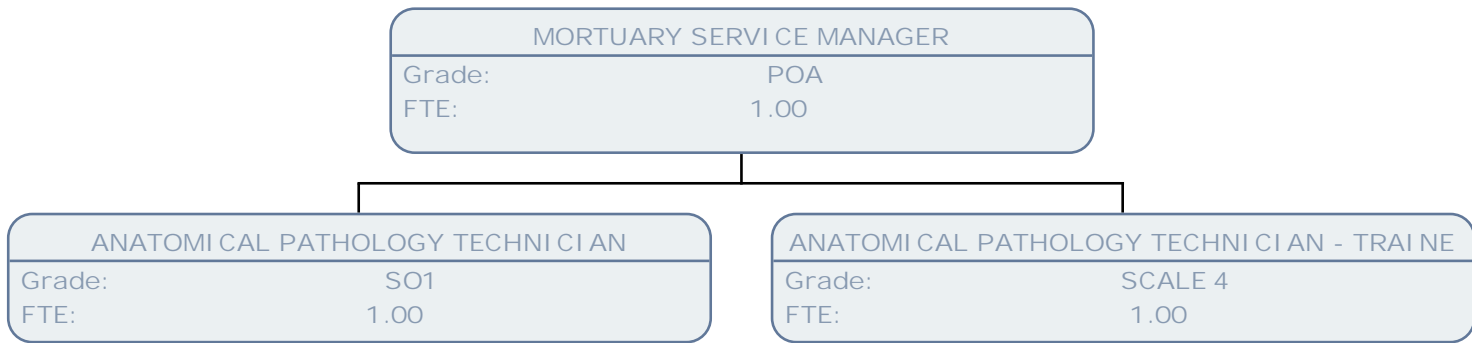 MORTUARY SERVICE MANAGER
Grade: POA
FTE: 1.00
ANATOMICAL PATHOLOGY TECHNICIAN
Grade: SO1
FTE: 1.00
ANATOMICAL PATHOLOGY TECHNICIAN - TRAINE
Grade: SCALE 4
FTE: 1.00